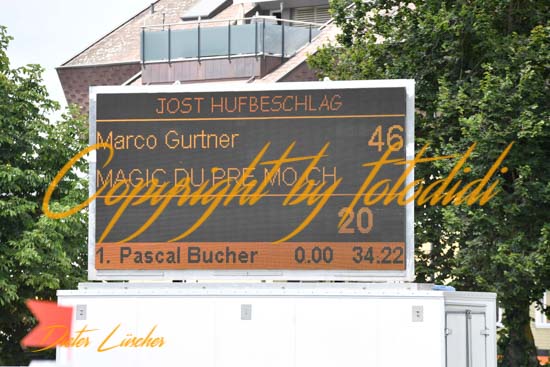 JOST HUFBESCHLAG
Marco Gurtner 46
MAGIC DU PRE MO CH
20
1. Pascal Bucher 0.00 34.22
Copyright by fotodidi
Dieter Lüscher